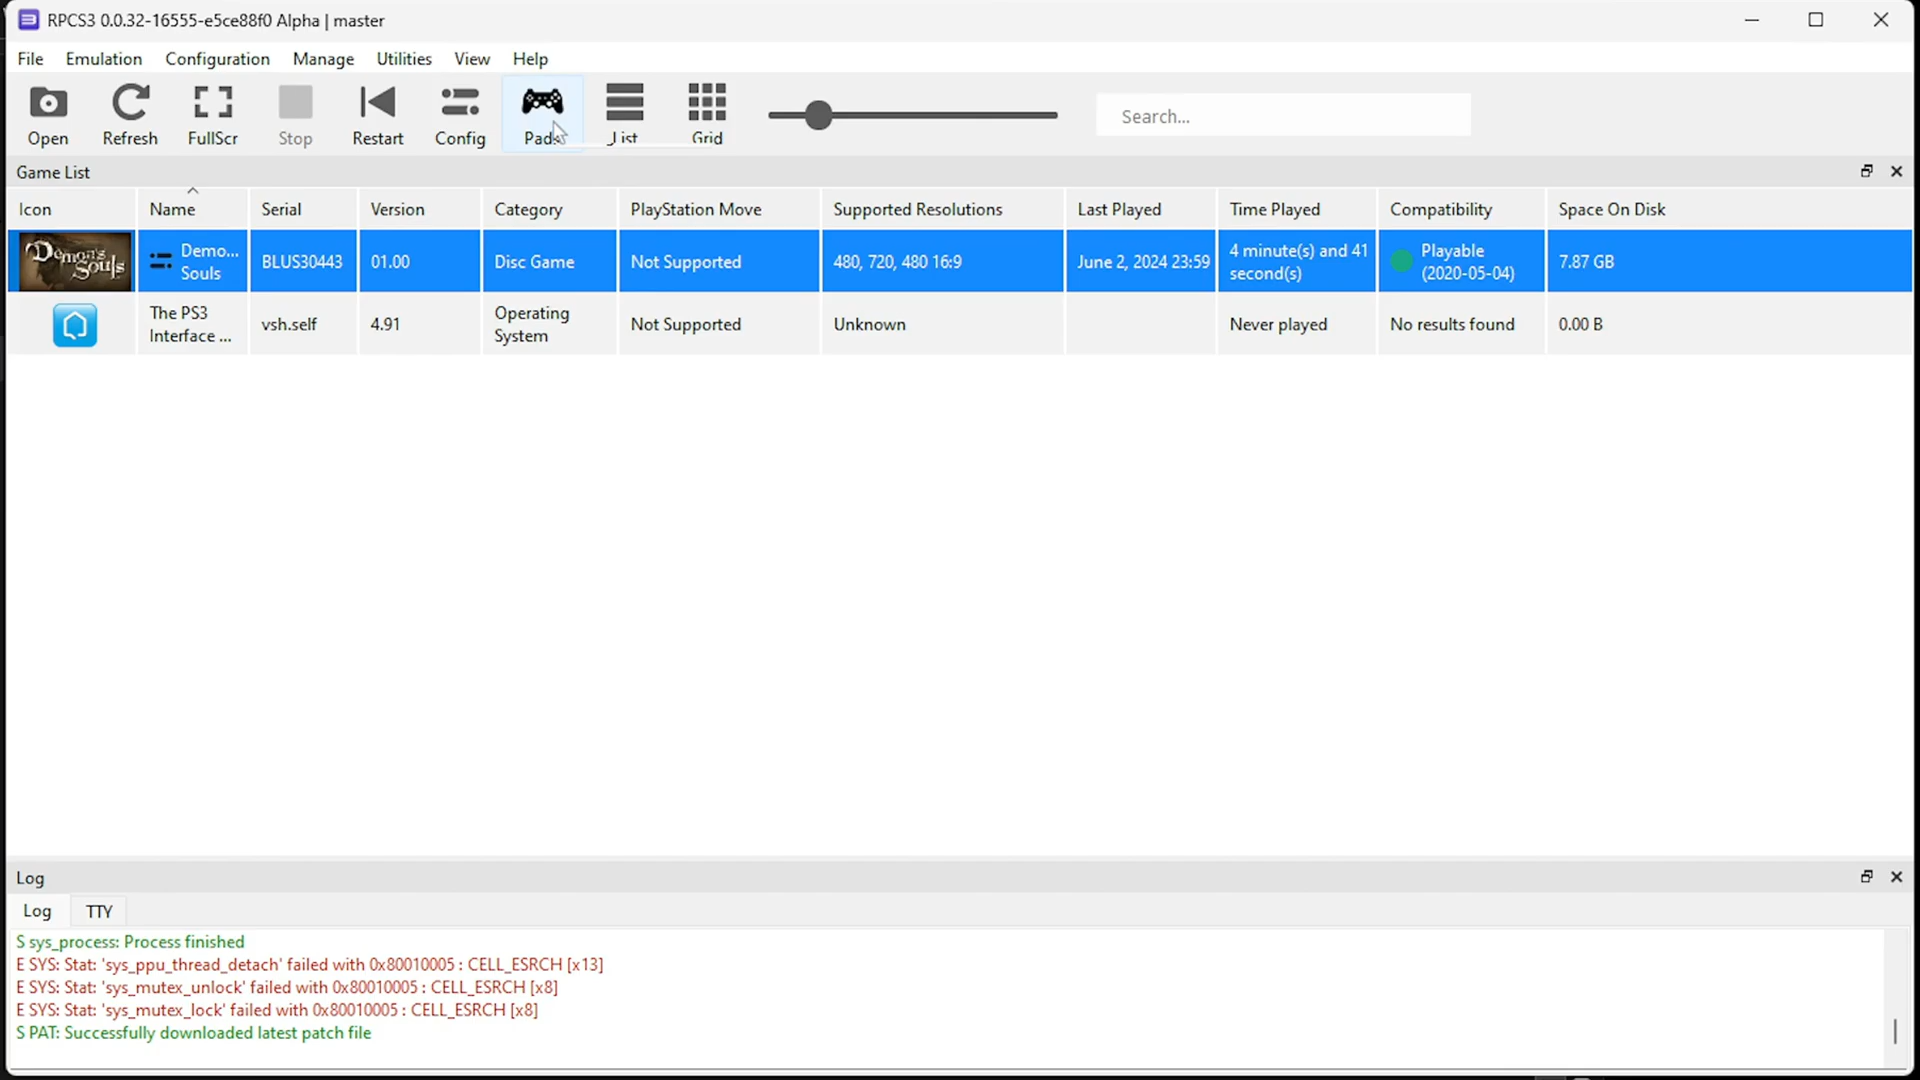 RPCS3 0.0.32-16555-e5ce88f0 Alpha | master
File Emulation Configuration Manage Utilities View Help
Open Refresh FullScr Stop Restart Config Pads List Grid Search...
Game List
Icon Name Serial Version Category PlayStation Move Supported Resolutions Last Played Time Played Compatibility Space On Disk
Demon's Souls
Demo... Souls BLUS30443 01.00 Disc Game Not Supported 480, 720, 480 16:9 June 2, 2024 23:59 4 minute(s) and 41 second(s) Playable (2020-05-04) 7.87 GB
The PS3 Interface ... vsh.self 4.91 Operating System Not Supported Unknown Never played No results found 0.00 B
Log
Log TTY
S sys_process: Process finished
E SYS: Stat: 'sys_ppu_thread_detach' failed with 0x80010005 : CELL_ESRCH [x13]
E SYS: Stat: 'sys_mutex_unlock' failed with 0x80010005 : CELL_ESRCH [x8]
E SYS: Stat: 'sys_mutex_lock' failed with 0x80010005 : CELL_ESRCH [x8]
S PAT: Successfully downloaded latest patch file